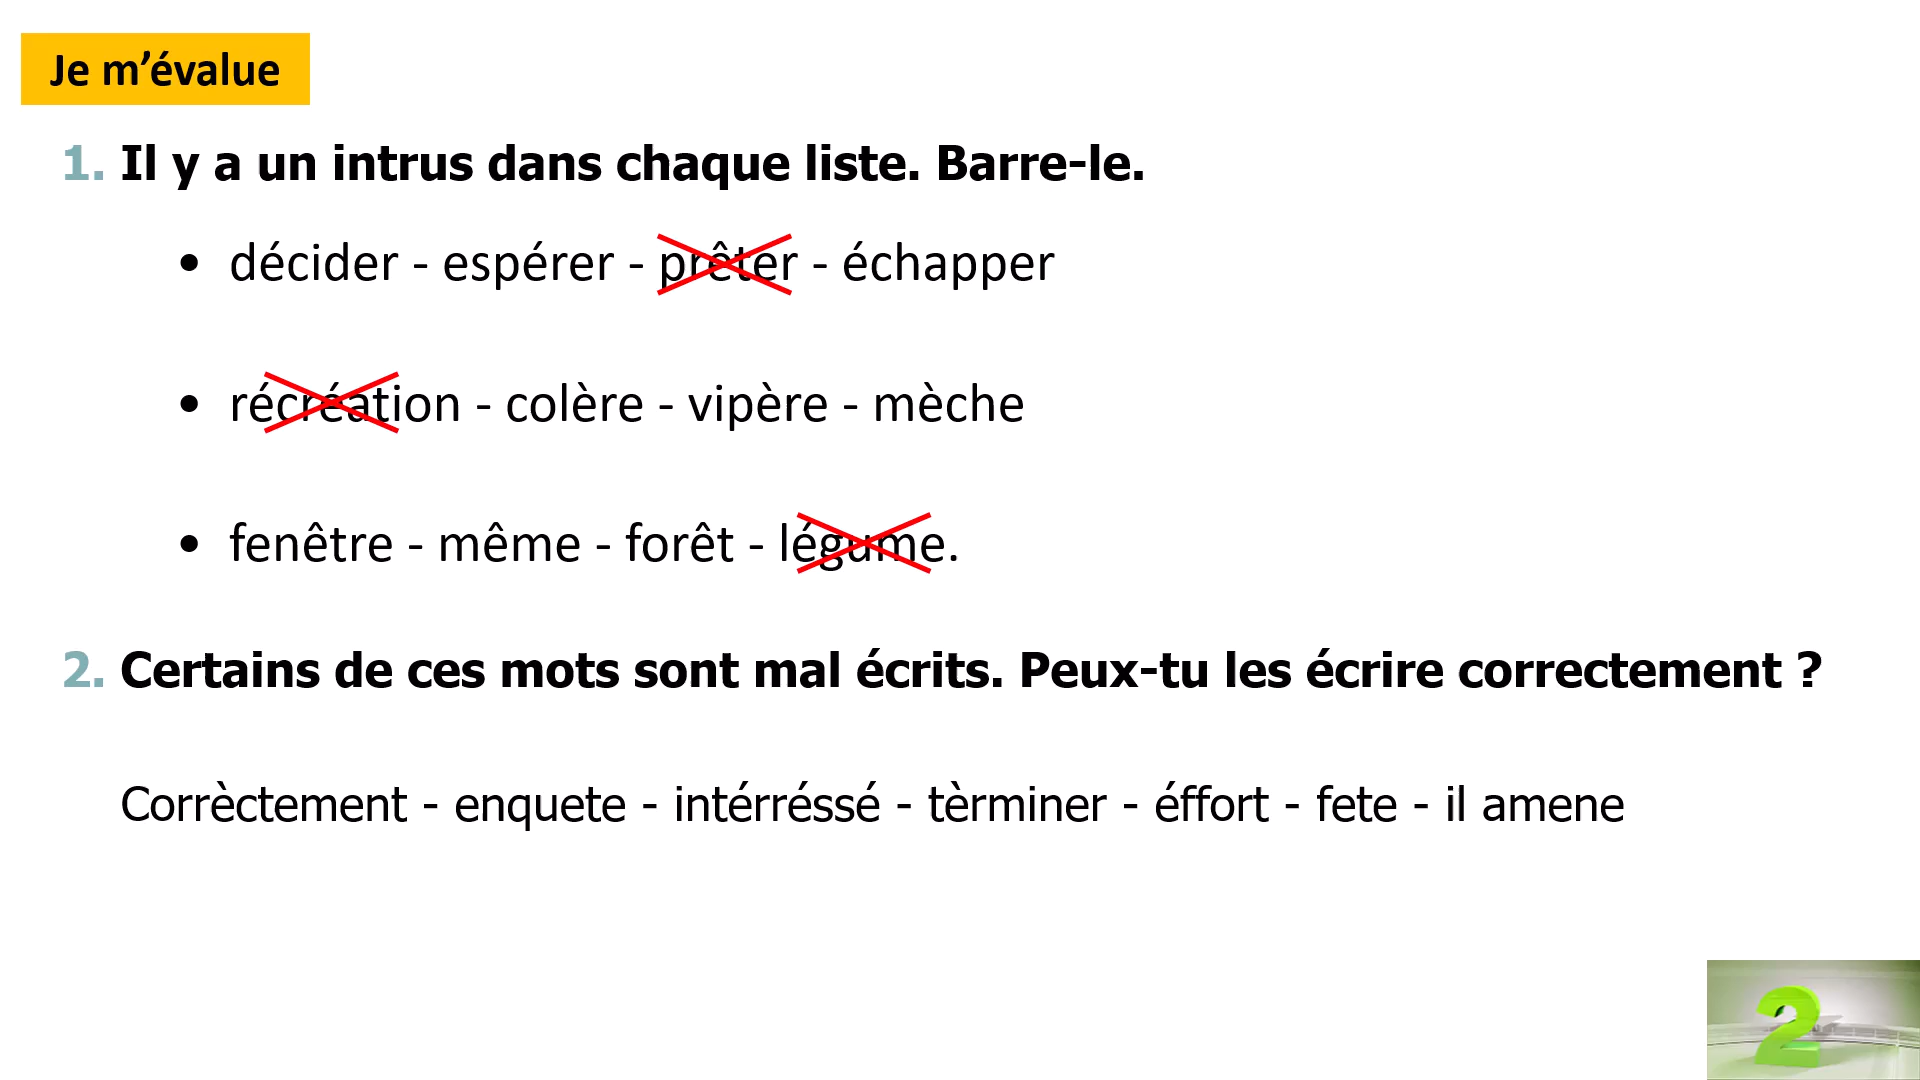 Je m’évalue
1. Il y a un intrus dans chaque liste. Barre-le.
• décider - espérer - prêter - échapper
• récréation - colère - vipère - mèche
• fenêtre - même - forêt - légume.
2. Certains de ces mots sont mal écrits. Peux-tu les écrire correctement ?
Corrèctement - enquete - intérréssé - tèrminer - éffort - fete - il amene
2